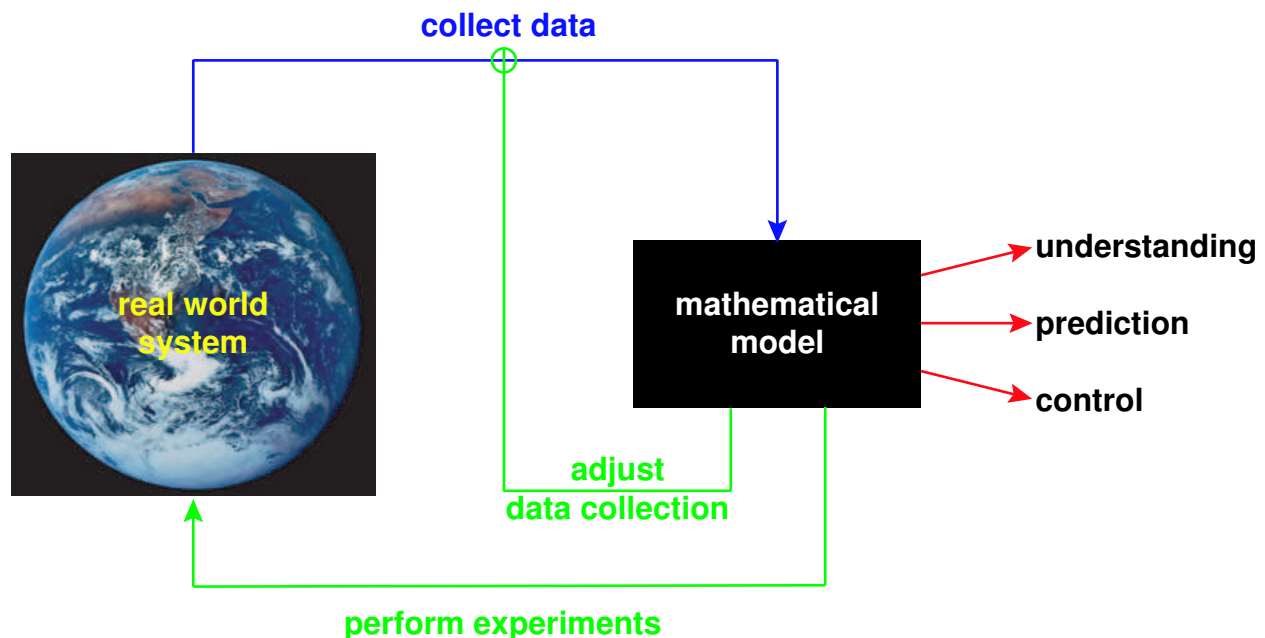 collect data
real world
system
mathematical
model
understanding
prediction
control
adjust
data collection
perform experiments